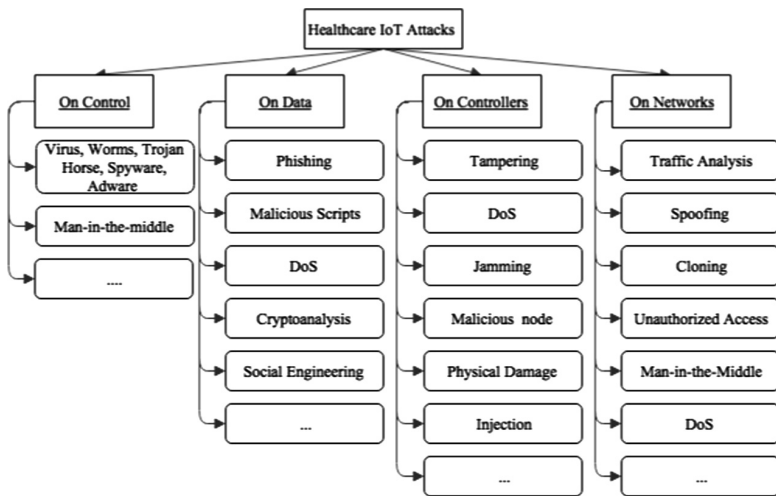 Healthcare IoT Attacks
On Control
Virus, Worms, Trojan
Horse, Spyware,
Adware
Man-in-the-middle
....
On Data
Phishing
Malicious Scripts
DoS
Cryptoanalysis
Social Engineering
...
On Controllers
Tampering
DoS
Jamming
Malicious node
Physical Damage
Injection
...
On Networks
Traffic Analysis
Spoofing
Cloning
Unauthorized Access
Man-in-the-Middle
DoS
...